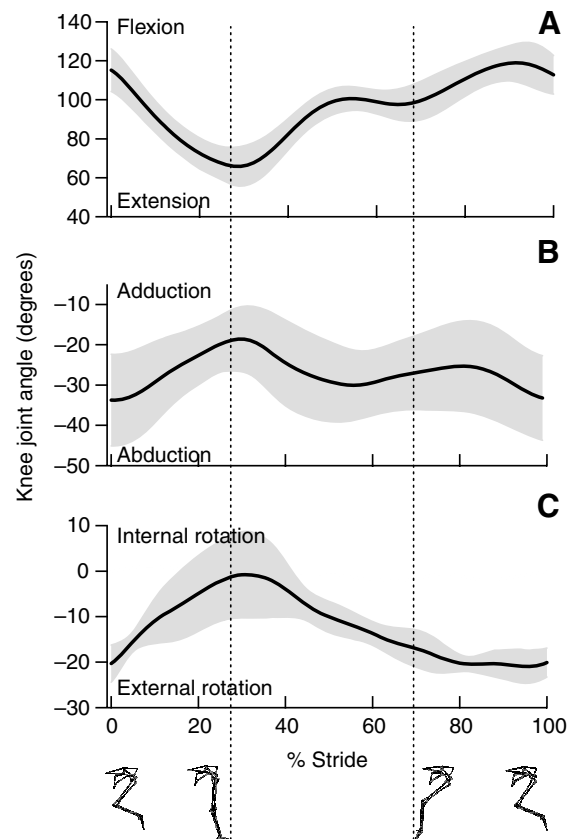 A
140
Flexion
120
100
80
60
Extension
40
B
Adduction
–10
–20
–30
–40
Abduction
–50
Knee joint angle (degrees)
C
10
Internal rotation
0
–10
–20
External rotation
–30
0 20 40 60 80 100
% Stride